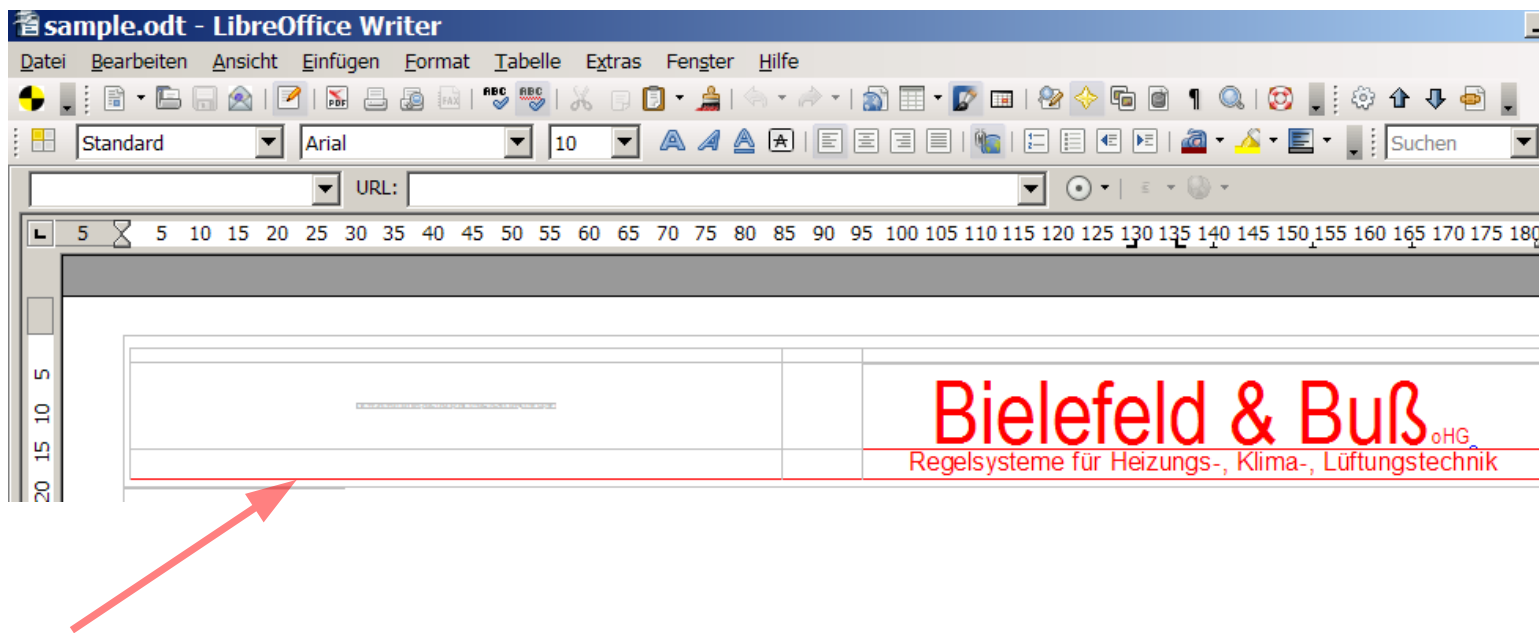 sample.odt - LibreOffice Writer
Datei Bearbeiten Ansicht Einfügen Format Tabelle Extras Fenster Hilfe
Standard Arial 10 Suchen
URL:
5 5 10 15 20 25 30 35 40 45 50 55 60 65 70 75 80 85 90 95 100 105 110 115 120 125 130 135 140 145 150 155 160 165 170 175 180
5
10
15
20
Bielefeld & Buß oHG
Regelsysteme für Heizungs-, Klima-, Lüftungstechnik